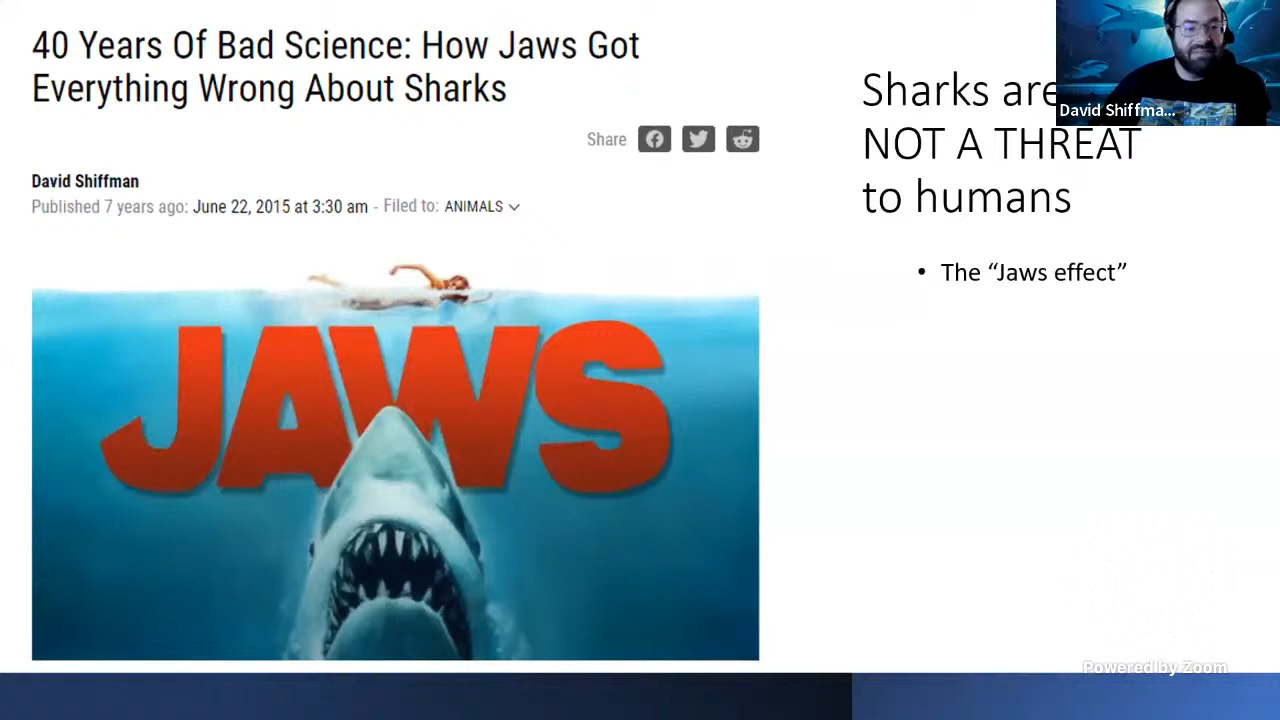 40 Years Of Bad Science: How Jaws Got
Everything Wrong About Sharks
Share
David Shiffman
Published 7 years ago: June 22, 2015 at 3:30 am - Filed to: ANIMALS
JAWS
Sharks are
NOT A THREAT
to humans
• The “Jaws effect”
David Shiffma...
Powered by Zoom